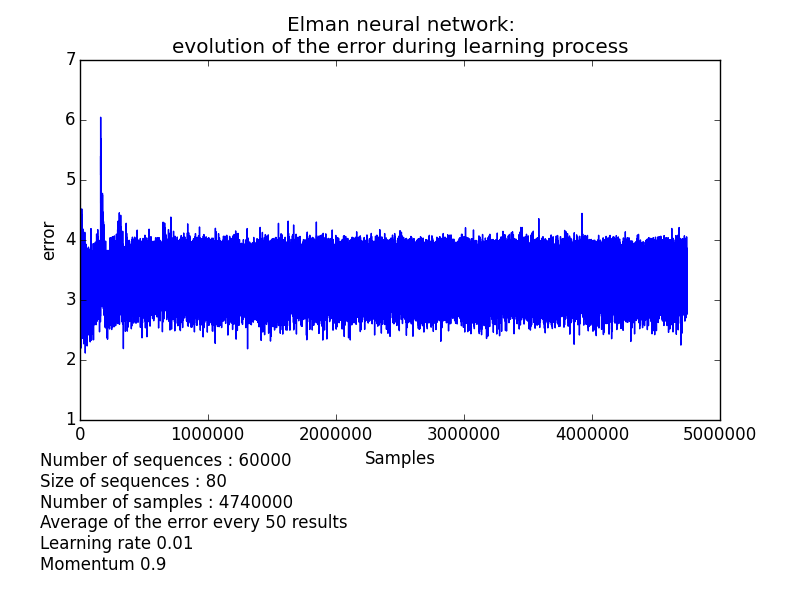 Elman neural network:
evolution of the error during learning process
7
6
5
4
3
2
1
error
0 1000000 2000000 3000000 4000000 5000000
Samples
Number of sequences : 60000
Size of sequences : 80
Number of samples : 4740000
Average of the error every 50 results
Learning rate 0.01
Momentum 0.9